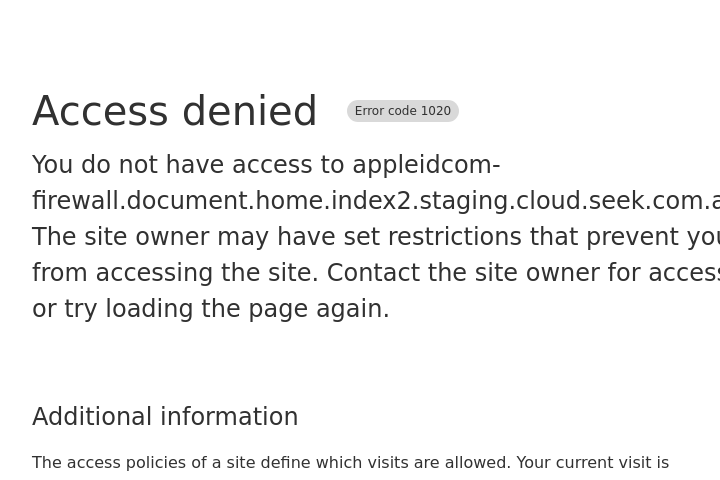 Access denied
Error code 1020
You do not have access to appleidcom-
firewall.document.home.index2.staging.cloud.seek.com.a
The site owner may have set restrictions that prevent you
from accessing the site. Contact the site owner for access
or try loading the page again.
Additional information
The access policies of a site define which visits are allowed. Your current visit is